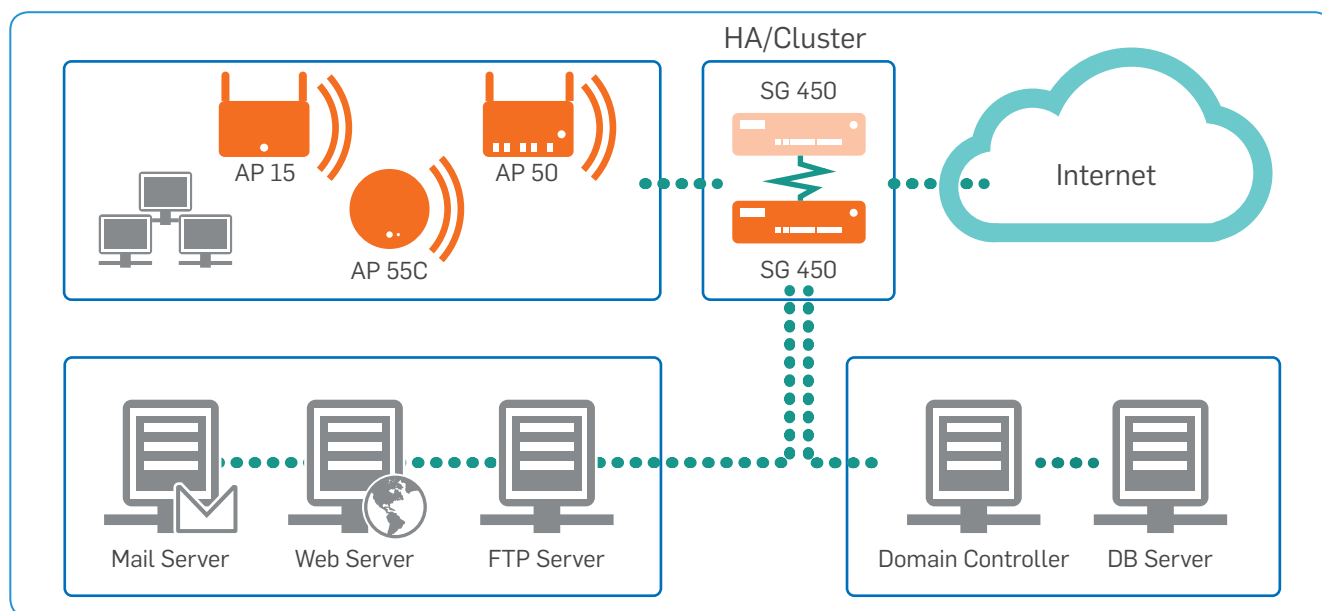 HA/Cluster
SG 450
AP 15
AP 50
AP 55C
SG 450
Internet
Mail Server
Web Server
FTP Server
Domain Controller
DB Server